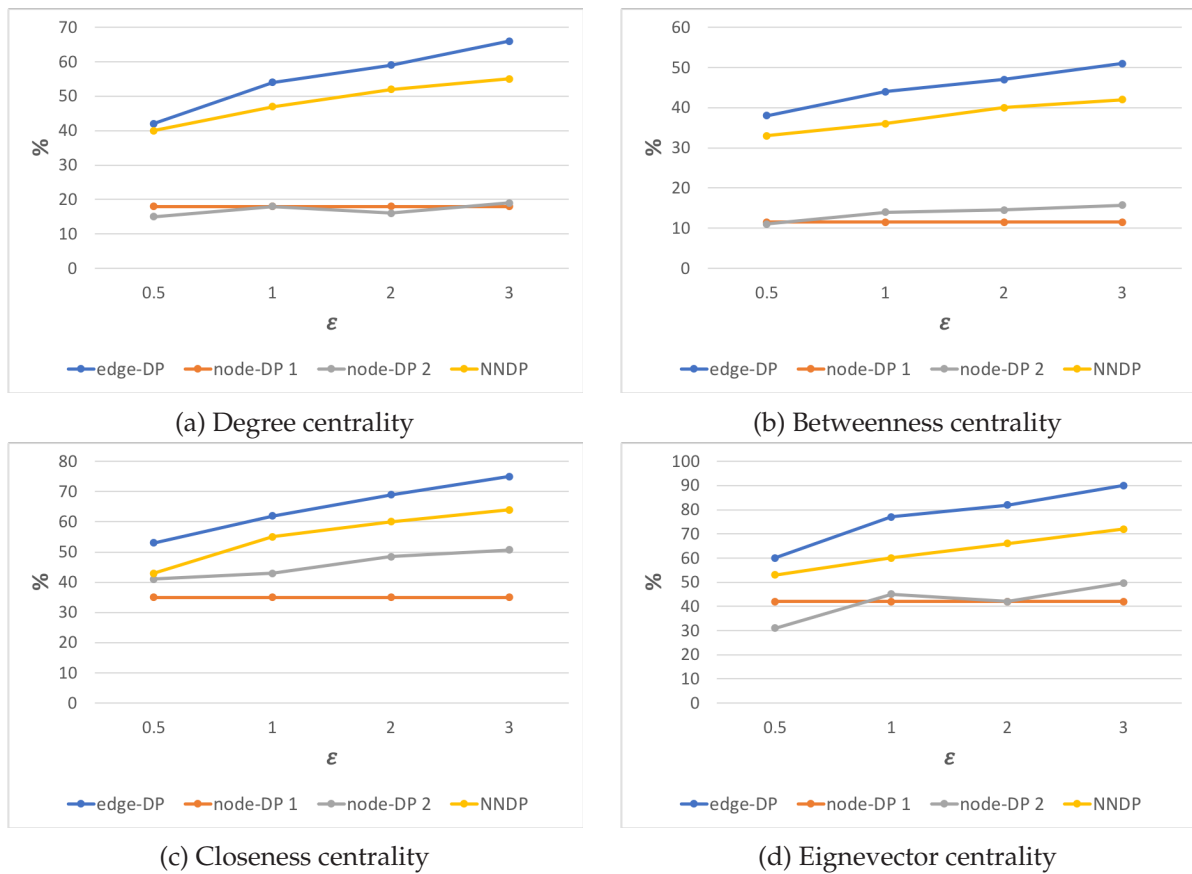 70
60
50
40
30
20
10
0
%
0.5 1 2 3
ε
edge-DP node-DP 1 node-DP 2 NNDP
(a) Degree centrality
60
50
40
30
20
10
0
%
0.5 1 2 3
ε
edge-DP node-DP 1 node-DP 2 NNDP
(b) Betweenness centrality
80
70
60
50
40
30
20
10
0
%
0.5 1 2 3
ε
edge-DP node-DP 1 node-DP 2 NNDP
(c) Closeness centrality
100
90
80
70
60
50
40
30
20
10
0
%
0.5 1 2 3
ε
edge-DP node-DP 1 node-DP 2 NNDP
(d) Eignevector centrality